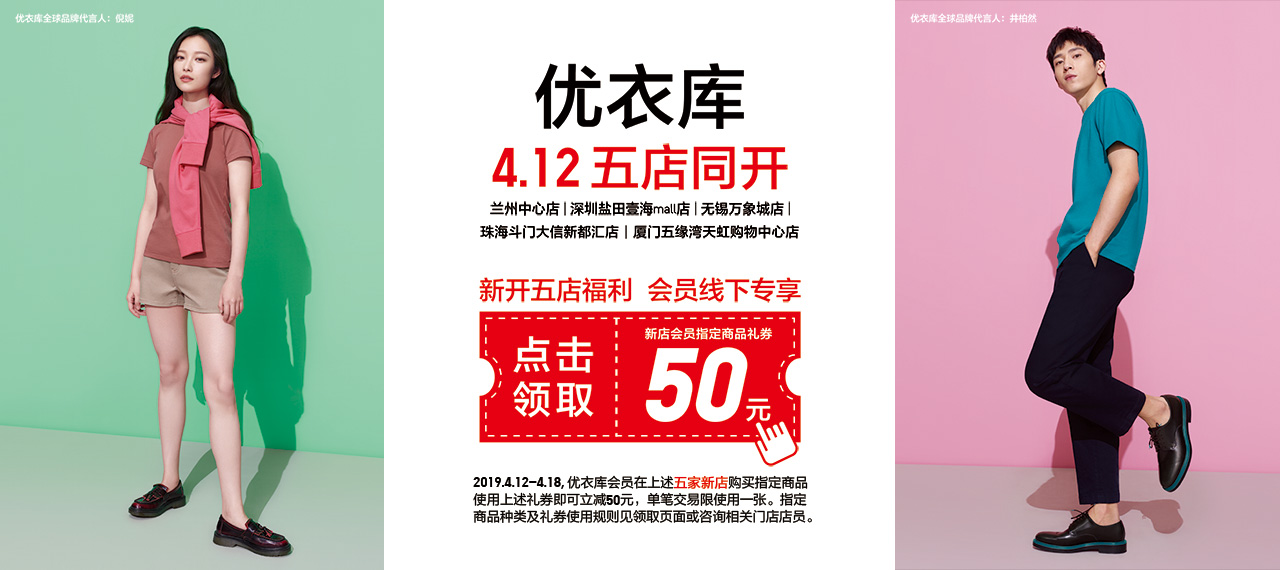 优衣库全球品牌代言人：倪妮
优衣库
4.12 五店同开
兰州中心店 | 深圳盐田壹海mall店 | 无锡万象城店 |
珠海斗门大信新都汇店 | 厦门五缘湾天虹购物中心店
新开五店福利 会员线下专享
点击
领取
新店会员指定商品礼券
50元
2019.4.12–4.18, 优衣库会员在上述五家新店购买指定商品
使用上述礼券即可立减50元，单笔交易限使用一张。指定
商品种类及礼券使用规则见领取页面或咨询相关门店店员。
优衣库全球品牌代言人：井柏然